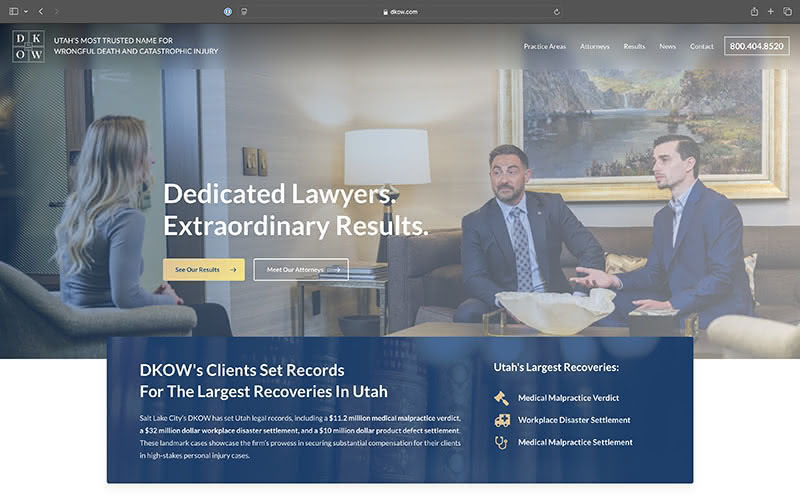 dkow.com
D K
O W
UTAH'S MOST TRUSTED NAME FOR
WRONGFUL DEATH AND CATASTROPHIC INJURY
Practice Areas Attorneys Results News Contact 800.404.8520
Dedicated Lawyers.
Extraordinary Results.
See Our Results → Meet Our Attorneys →
DKOW's Clients Set Records
For The Largest Recoveries In Utah
Salt Lake City's DKOW has set Utah legal records, including a $11.2 million medical malpractice verdict,
a $32 million dollar workplace disaster settlement, and a $10 million dollar product defect settlement.
These landmark cases showcase the firm's prowess in securing substantial compensation for their clients
in high-stakes personal injury cases.
Utah's Largest Recoveries:
Medical Malpractice Verdict
Workplace Disaster Settlement
Medical Malpractice Settlement